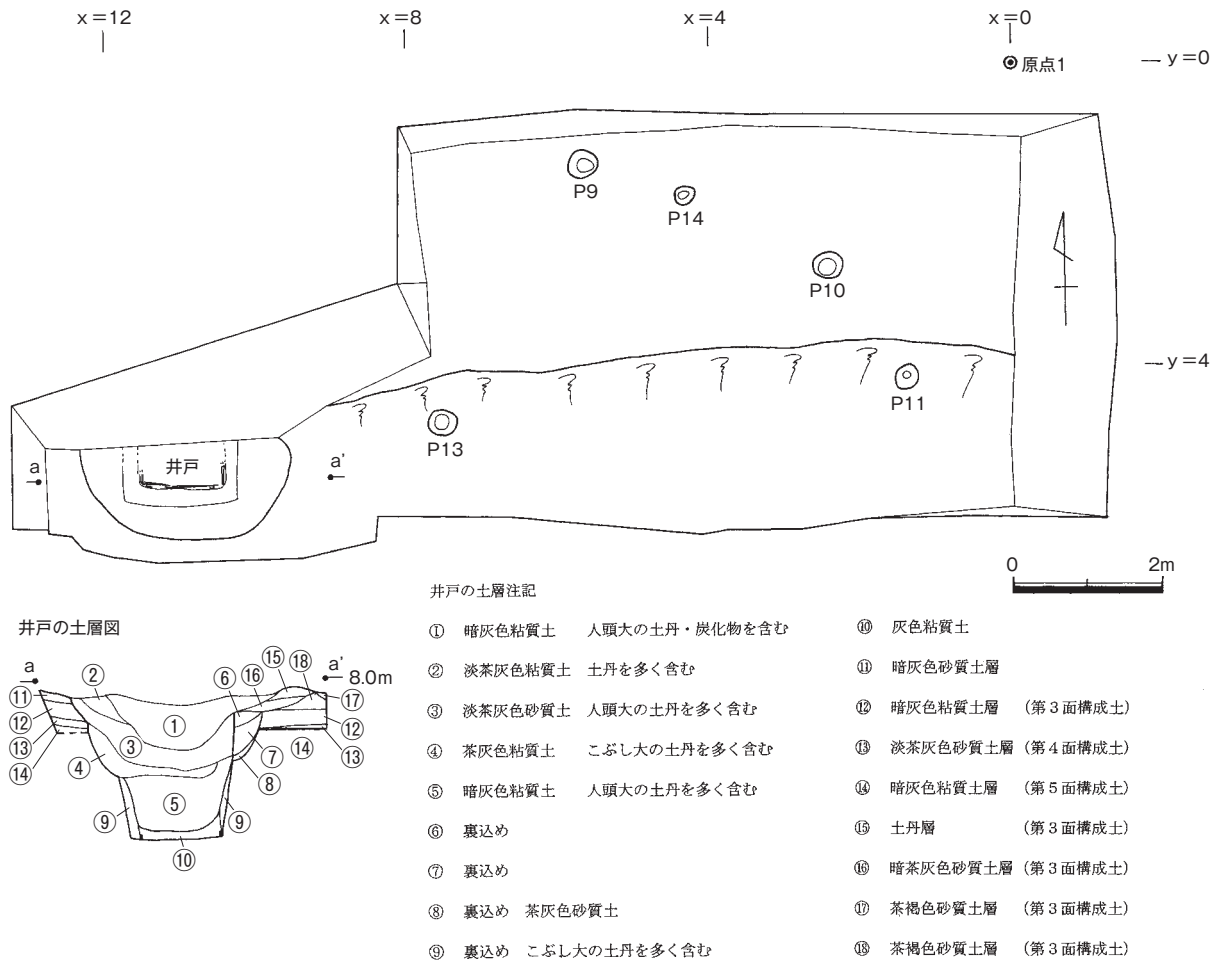 x=12
x=8
x=4
x=0
y=0
原点1
P9
P14
P10
y=4
P11
P13
a
井戸
a'
0
2m
井戸の土層図
a
a'
8.0m
⑪
②
⑥
⑯
⑮
⑱
⑰
①
⑫
⑫
⑬
③
⑭
④
⑦
⑭
⑬
⑧
⑤
⑨
⑨
⑩
井戸の土層注記
① 暗灰色粘質土 人頭大の土丹・炭化物を含む
② 淡茶灰色粘質土 土丹を多く含む
③ 淡茶灰色砂質土 人頭大の土丹を多く含む
④ 茶灰色粘質土 こぶし大の土丹を多く含む
⑤ 暗灰色粘質土 人頭大の土丹を多く含む
⑥ 裏込め
⑦ 裏込め
⑧ 裏込め 茶灰色砂質土
⑨ 裏込め こぶし大の土丹を多く含む
⑩ 灰色粘質土
⑪ 暗灰色砂質土層
⑫ 暗灰色粘質土層 (第3面構成土)
⑬ 淡茶灰色砂質土層 (第4面構成土)
⑭ 暗灰色粘質土層 (第5面構成土)
⑮ 土丹層 (第3面構成土)
⑯ 暗茶灰色砂質土層 (第3面構成土)
⑰ 茶褐色砂質土層 (第3面構成土)
⑱ 茶褐色砂質土層 (第3面構成土)